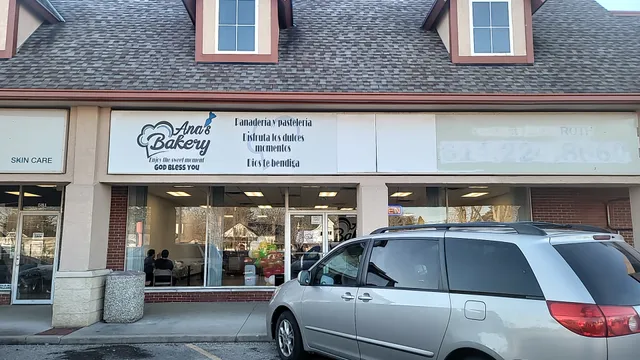 SKIN CARE
Ana's
Bakery
Enjoy the sweet moment
GOD BLESS YOU
Panaderia y pasteleria
Disfruta los dulces
momentos
Dios te bendiga